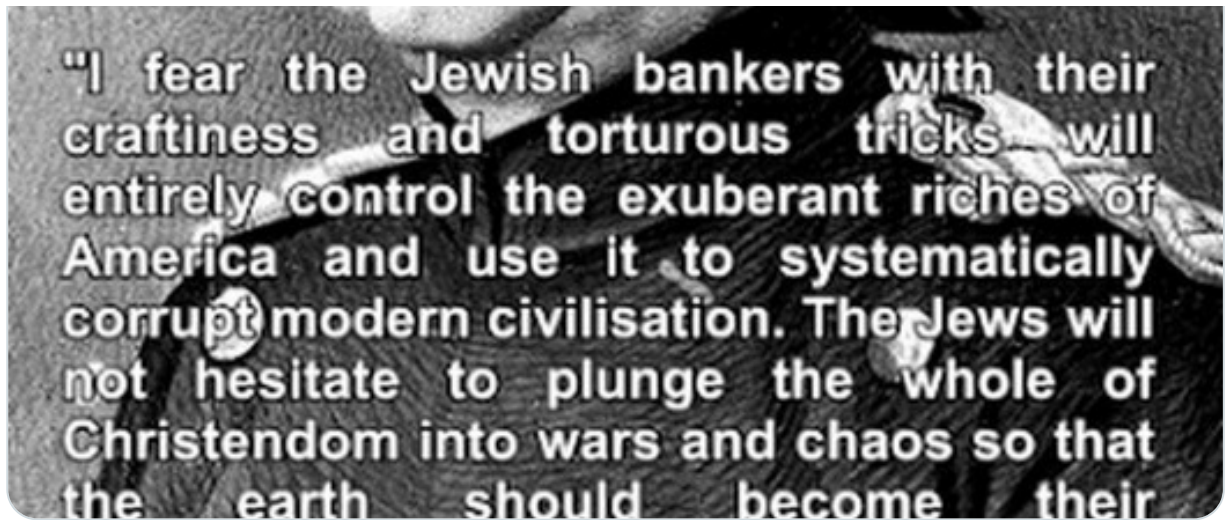 "I fear the Jewish bankers with their
craftiness and torturous tricks will
entirely control the exuberant riches of
America and use it to systematically
corrupt modern civilisation. The Jews will
not hesitate to plunge the whole of
Christendom into wars and chaos so that
the earth should become their